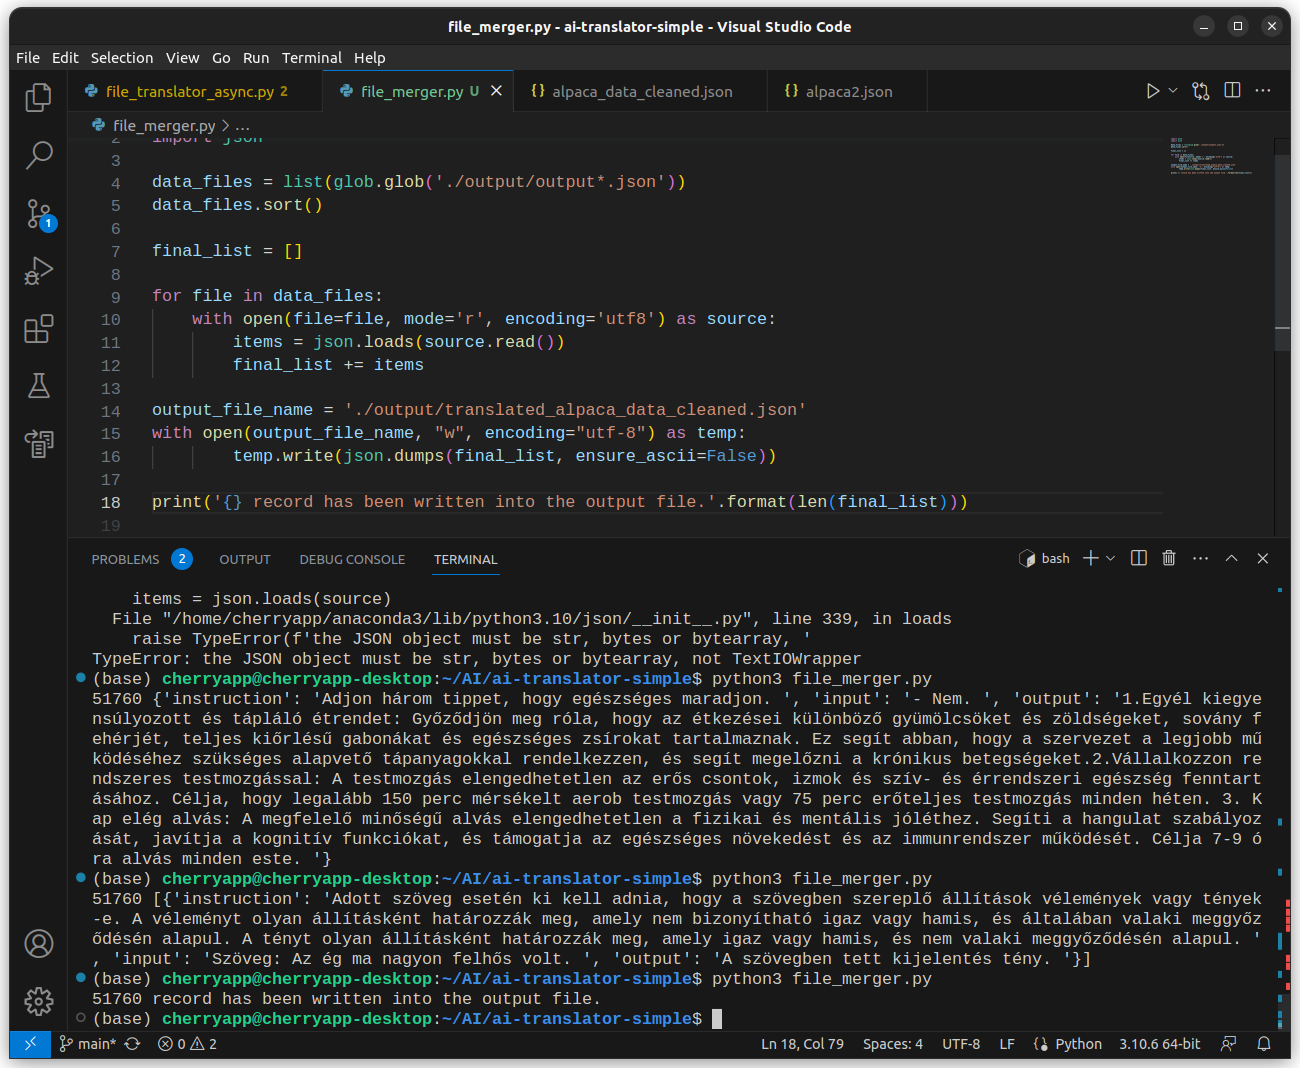 file_merger.py - ai-translator-simple - Visual Studio Code
File Edit Selection View Go Run Terminal Help
file_translator_async.py 2
file_merger.py U
{} alpaca_data_cleaned.json
{} alpaca2.json
file_merger.py > ...
2 import json
3
4 data_files = list(glob.glob('./output/output*.json'))
5 data_files.sort()
6
7 final_list = []
8
9 for file in data_files:
10 with open(file=file, mode='r', encoding='utf8') as source:
11 items = json.loads(source.read())
12 final_list += items
13
14 output_file_name = './output/translated_alpaca_data_cleaned.json'
15 with open(output_file_name, "w", encoding="utf-8") as temp:
16 temp.write(json.dumps(final_list, ensure_ascii=False))
17
18 print('{} record has been written into the output file.'.format(len(final_list)))
19
PROBLEMS 2 OUTPUT DEBUG CONSOLE TERMINAL
bash
items = json.loads(source)
File "/home/cherryapp/anaconda3/lib/python3.10/json/__init__.py", line 339, in loads
raise TypeError(f'the JSON object must be str, bytes or bytearray, '
TypeError: the JSON object must be str, bytes or bytearray, not TextIOWrapper
(base) cherryapp@cherryapp-desktop:~/AI/ai-translator-simple$ python3 file_merger.py
51760 {'instruction': 'Adjon három tippet, hogy egészséges maradjon. ', 'input': '- Nem. ', 'output': '1.Egyél kiegye
nsúlyozott és tápláló étrendet: Győződjön meg róla, hogy az étkezései különböző gyümölcsöket és zöldségeket, sovány f
ehérjét, teljes kiőrlésű gabonákat és egészséges zsírokat tartalmaznak. Ez segít abban, hogy a szervezet a legjobb mű
ködéséhez szükséges alapvető tápanyagokkal rendelkezzen, és segít megelőzni a krónikus betegségeket.2.Vállalkozzon re
ndszeres testmozgással: A testmozgás elengedhetetlen az erős csontok, izmok és szív- és érrendszeri egészség fenntart
ásához. Célja, hogy legalább 150 perc mérsékelt aerob testmozgás vagy 75 perc erőteljes testmozgás minden héten. 3. K
ap elég alvás: A megfelelő minőségű alvás elengedhetetlen a fizikai és mentális jóléthez. Segíti a hangulat szabályoz
ását, javítja a kognitív funkciókat, és támogatja az egészséges növekedést és az immunrendszer működését. Célja 7-9 ó
ra alvás minden este. '}
(base) cherryapp@cherryapp-desktop:~/AI/ai-translator-simple$ python3 file_merger.py
51760 [{'instruction': 'Adott szöveg esetén ki kell adnia, hogy a szövegben szereplő állítások vélemények vagy tények
-e. A véleményt olyan állításként határozzák meg, amely nem bizonyítható igaz vagy hamis, és általában valaki meggyőz
ődésén alapul. A tényt olyan állításként határozzák meg, amely igaz vagy hamis, és nem valaki meggyőződésén alapul. '
, 'input': 'Szöveg: Az ég ma nagyon felhős volt. ', 'output': 'A szövegben tett kijelentés tény. '}]
(base) cherryapp@cherryapp-desktop:~/AI/ai-translator-simple$ python3 file_merger.py
51760 record has been written into the output file.
(base) cherryapp@cherryapp-desktop:~/AI/ai-translator-simple$
1
main* 0 2 Ln 18, Col 79 Spaces: 4 UTF-8 LF Python 3.10.6 64-bit